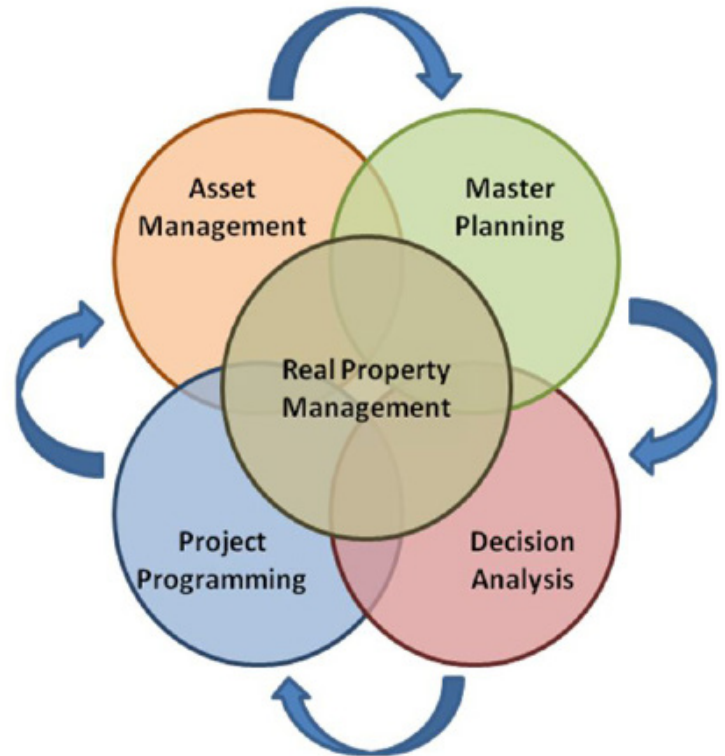 Asset
Management
Master
Planning
Real Property
Management
Project
Programming
Decision
Analysis